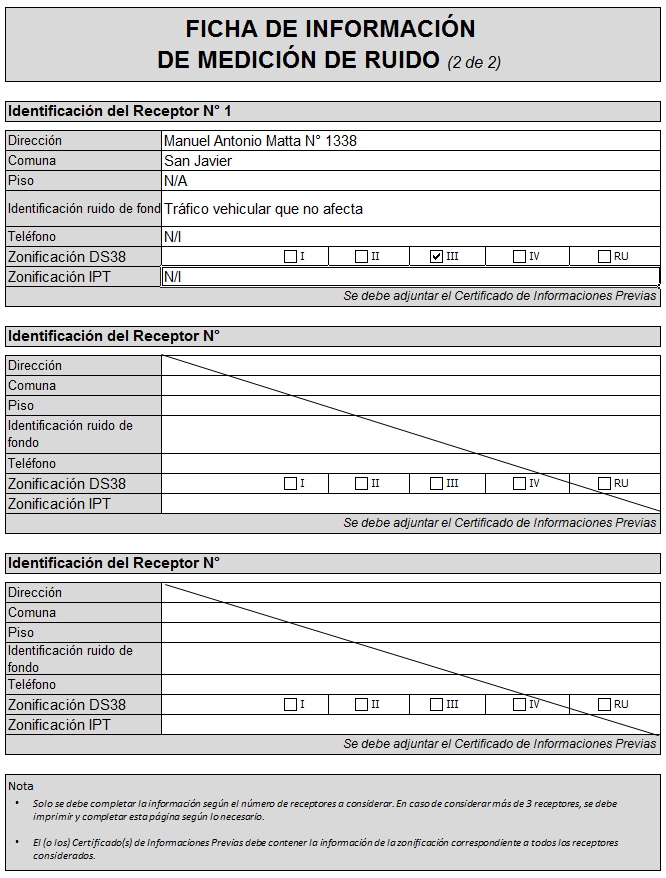 FICHA DE INFORMACIÓN
DE MEDICIÓN DE RUIDO (2 de 2)
Identificación del Receptor N° 1
Dirección Manuel Antonio Matta N° 1338
Comuna San Javier
Piso N/A
Identificación ruido de fond Tráfico vehicular que no afecta
Teléfono N/I
Zonificación DS38 I II III IV RU
Zonificación IPT N/I
Se debe adjuntar el Certificado de Informaciones Previas
Identificación del Receptor N°
Dirección
Comuna
Piso
Identificación ruido de
fondo
Teléfono
Zonificación DS38 I II III IV RU
Zonificación IPT
Se debe adjuntar el Certificado de Informaciones Previas
Identificación del Receptor N°
Dirección
Comuna
Piso
Identificación ruido de
fondo
Teléfono
Zonificación DS38 I II III IV RU
Zonificación IPT
Se debe adjuntar el Certificado de Informaciones Previas
Nota
• Solo se debe completar la información según el número de receptores a considerar. En caso de considerar más de 3 receptores, se debe
imprimir y completar esta página según lo necesario.
• El (o los) Certificado(s) de Informaciones Previas debe contener la información de la zonificación correspondiente a todos los receptores
considerados.